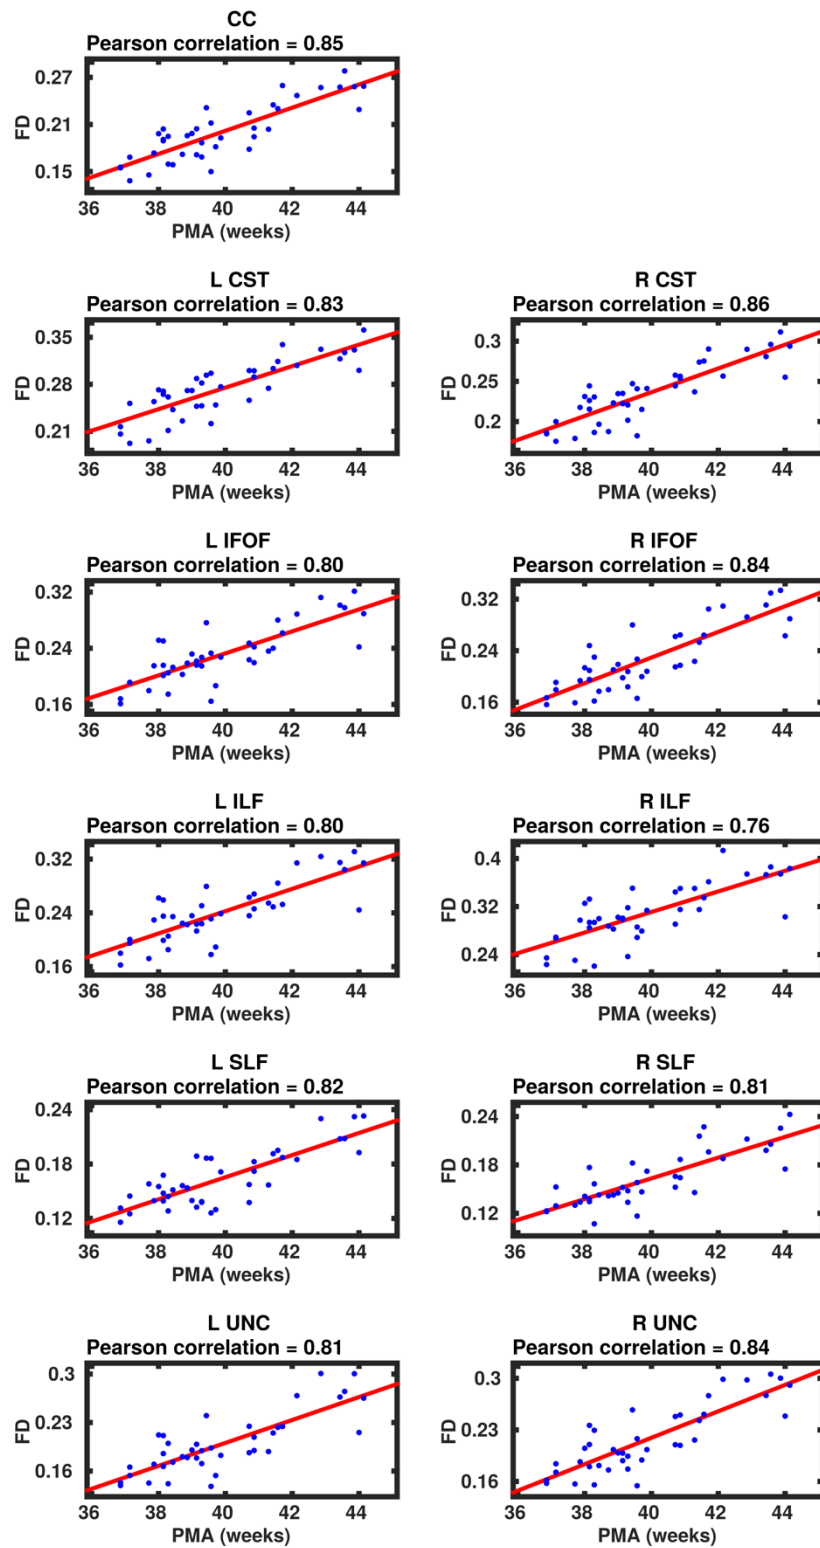 CC
Pearson correlation = 0.85
0.27
0.21
0.15
FD
36 38 40 42 44
PMA (weeks)
L CST
Pearson correlation = 0.83
0.35
0.28
0.21
FD
36 38 40 42 44
PMA (weeks)
R CST
Pearson correlation = 0.86
0.3
0.25
0.2
FD
36 38 40 42 44
PMA (weeks)
L IFOF
Pearson correlation = 0.80
0.32
0.24
0.16
FD
36 38 40 42 44
PMA (weeks)
R IFOF
Pearson correlation = 0.84
0.32
0.24
0.16
FD
36 38 40 42 44
PMA (weeks)
L ILF
Pearson correlation = 0.80
0.32
0.24
0.16
FD
36 38 40 42 44
PMA (weeks)
R ILF
Pearson correlation = 0.76
0.4
0.32
0.24
FD
36 38 40 42 44
PMA (weeks)
L SLF
Pearson correlation = 0.82
0.24
0.18
0.12
FD
36 38 40 42 44
PMA (weeks)
R SLF
Pearson correlation = 0.81
0.24
0.18
0.12
FD
36 38 40 42 44
PMA (weeks)
L UNC
Pearson correlation = 0.81
0.3
0.23
0.16
FD
36 38 40 42 44
PMA (weeks)
R UNC
Pearson correlation = 0.84
0.3
0.23
0.16
FD
36 38 40 42 44
PMA (weeks)